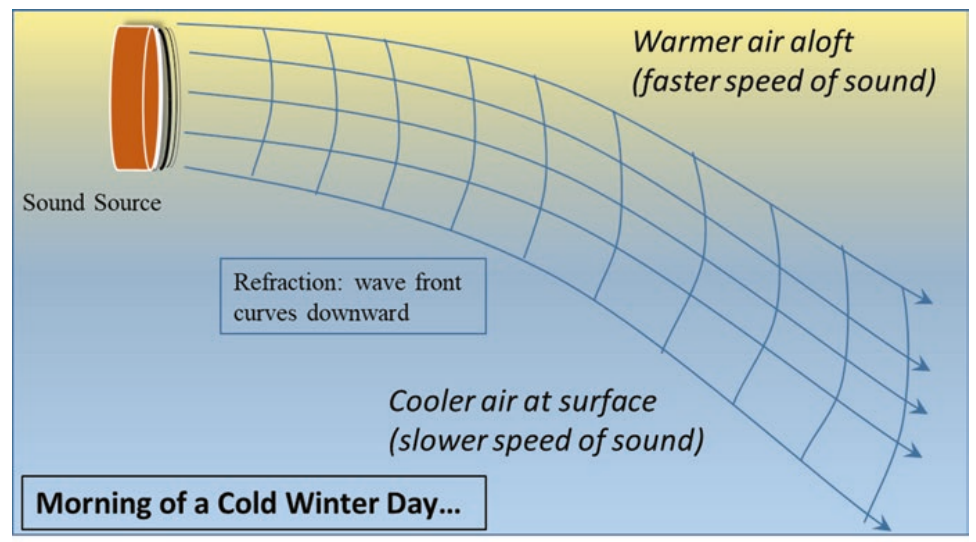 Warmer air aloft
(faster speed of sound)
Sound Source
Refraction: wave front
curves downward
Cooler air at surface
(slower speed of sound)
Morning of a Cold Winter Day...